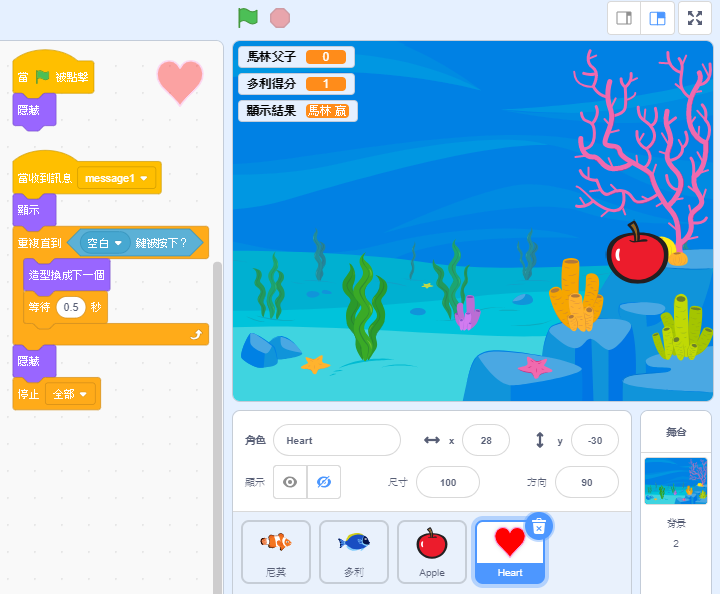 當 被點擊
隱藏
當收到訊息 message1
顯示
重複直到 空白 鍵被按下？
造型換成下一個
等待 0.5 秒
隱藏
停止 全部
馬林父子 0
多利得分 1
顯示結果 馬林 贏
角色 Heart x 28 y -30
顯示 尺寸 100 方向 90
尼莫 多利 Apple Heart
舞台
背景
2